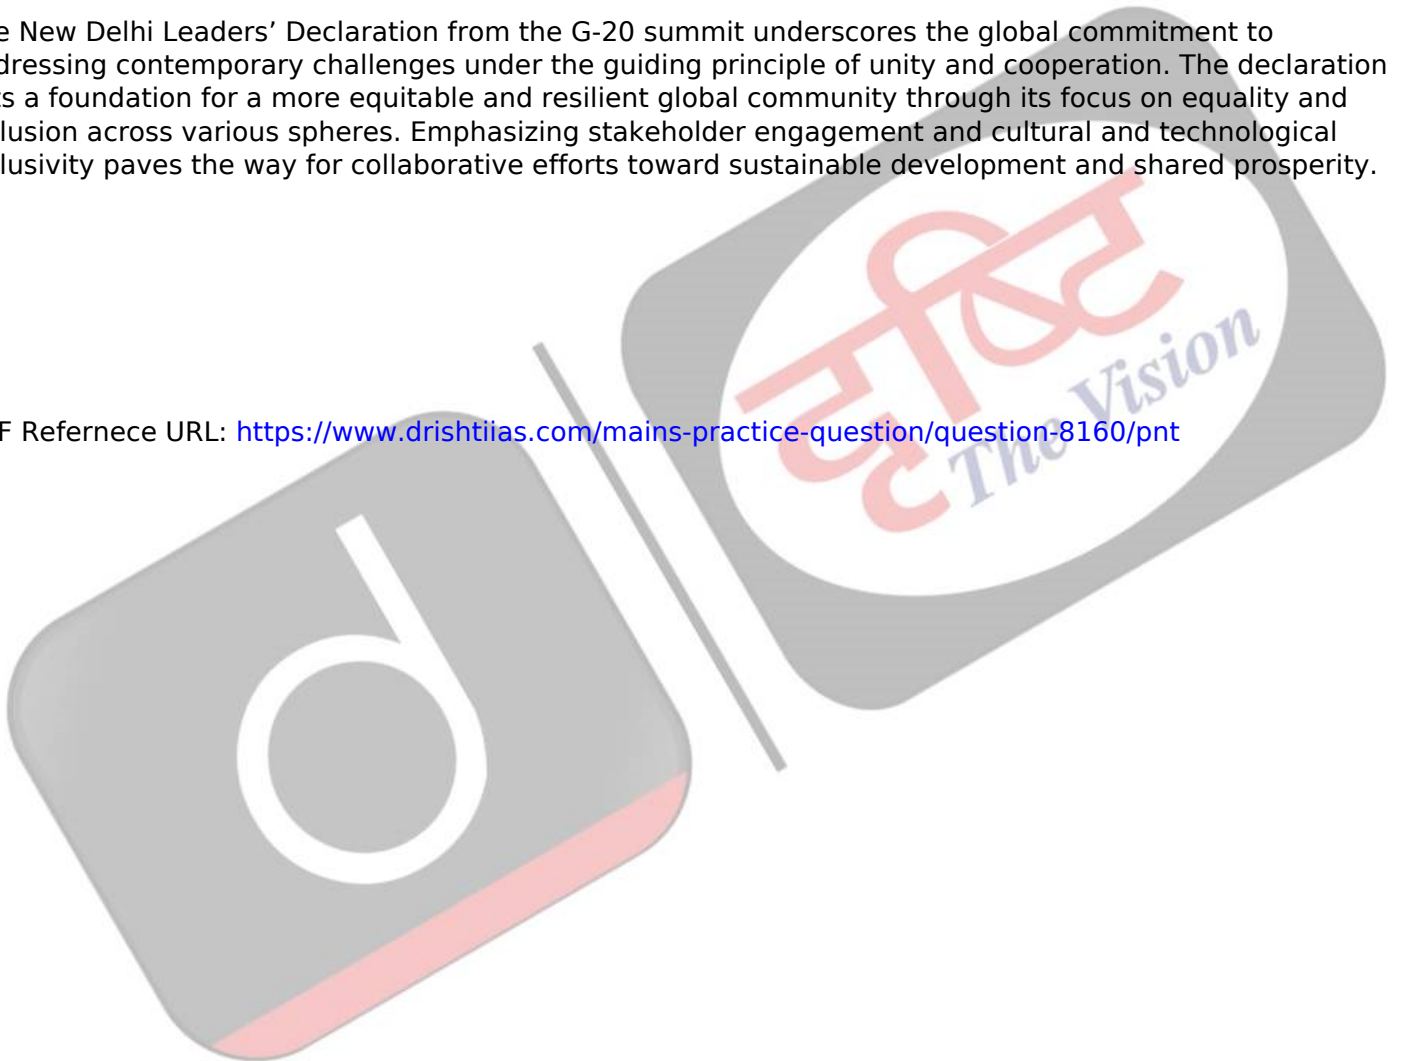 e New Delhi Leaders’ Declaration from the G-20 summit underscores the global commitment to
dressing contemporary challenges under the guiding principle of unity and cooperation. The declaration
s a foundation for a more equitable and resilient global community through its focus on equality and
lusion across various spheres. Emphasizing stakeholder engagement and cultural and technological
lusivity paves the way for collaborative efforts toward sustainable development and shared prosperity.
दृष्टि
The Vision
F Refernece URL: https://www.drishtiias.com/mains-practice-question/question-8160/pnt
d